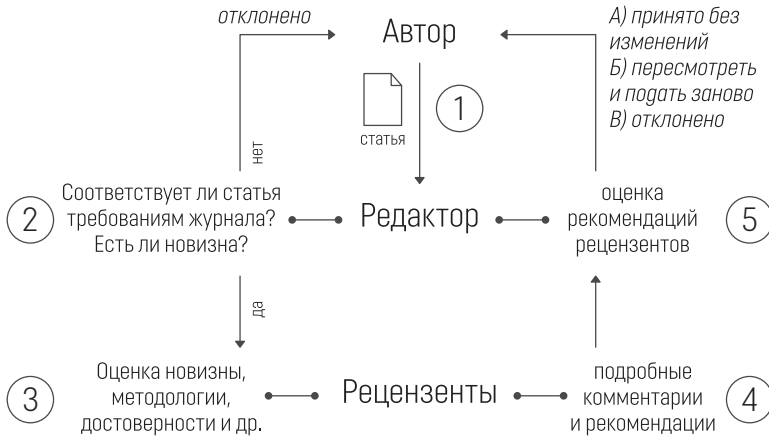 отклонено
Автор
А) принято без
изменений
Б) пересмотреть
и подать заново
В) отклонено
статья
1
нет
2
Соответствует ли статья
требованиям журнала?
Есть ли новизна?
Редактор
оценка
рекомендаций
рецензентов
5
да
3
Оценка новизны,
методологии,
достоверности и др.
Рецензенты
подробные
комментарии
и рекомендации
4